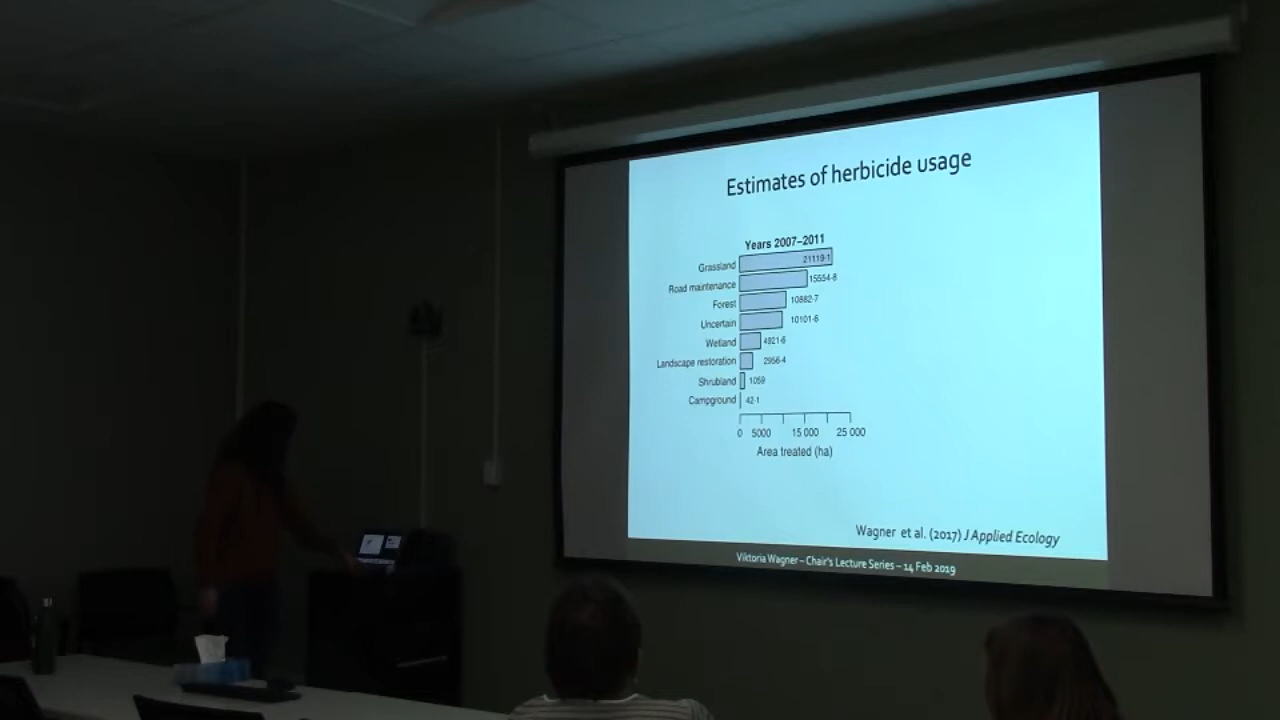 Estimates of herbicide usage
Years 2007–2011
Grassland 21119·1
Road maintenance 15554·8
Forest 10882·7
Uncertain 10101·6
Wetland 4921·6
Landscape restoration 2956·4
Shrubland 1059
Campground 42·1
0 5000 15 000 25 000
Area treated (ha)
Wagner et al. (2017) J Applied Ecology
Viktoria Wagner – Chair's Lecture Series – 14 Feb 2019